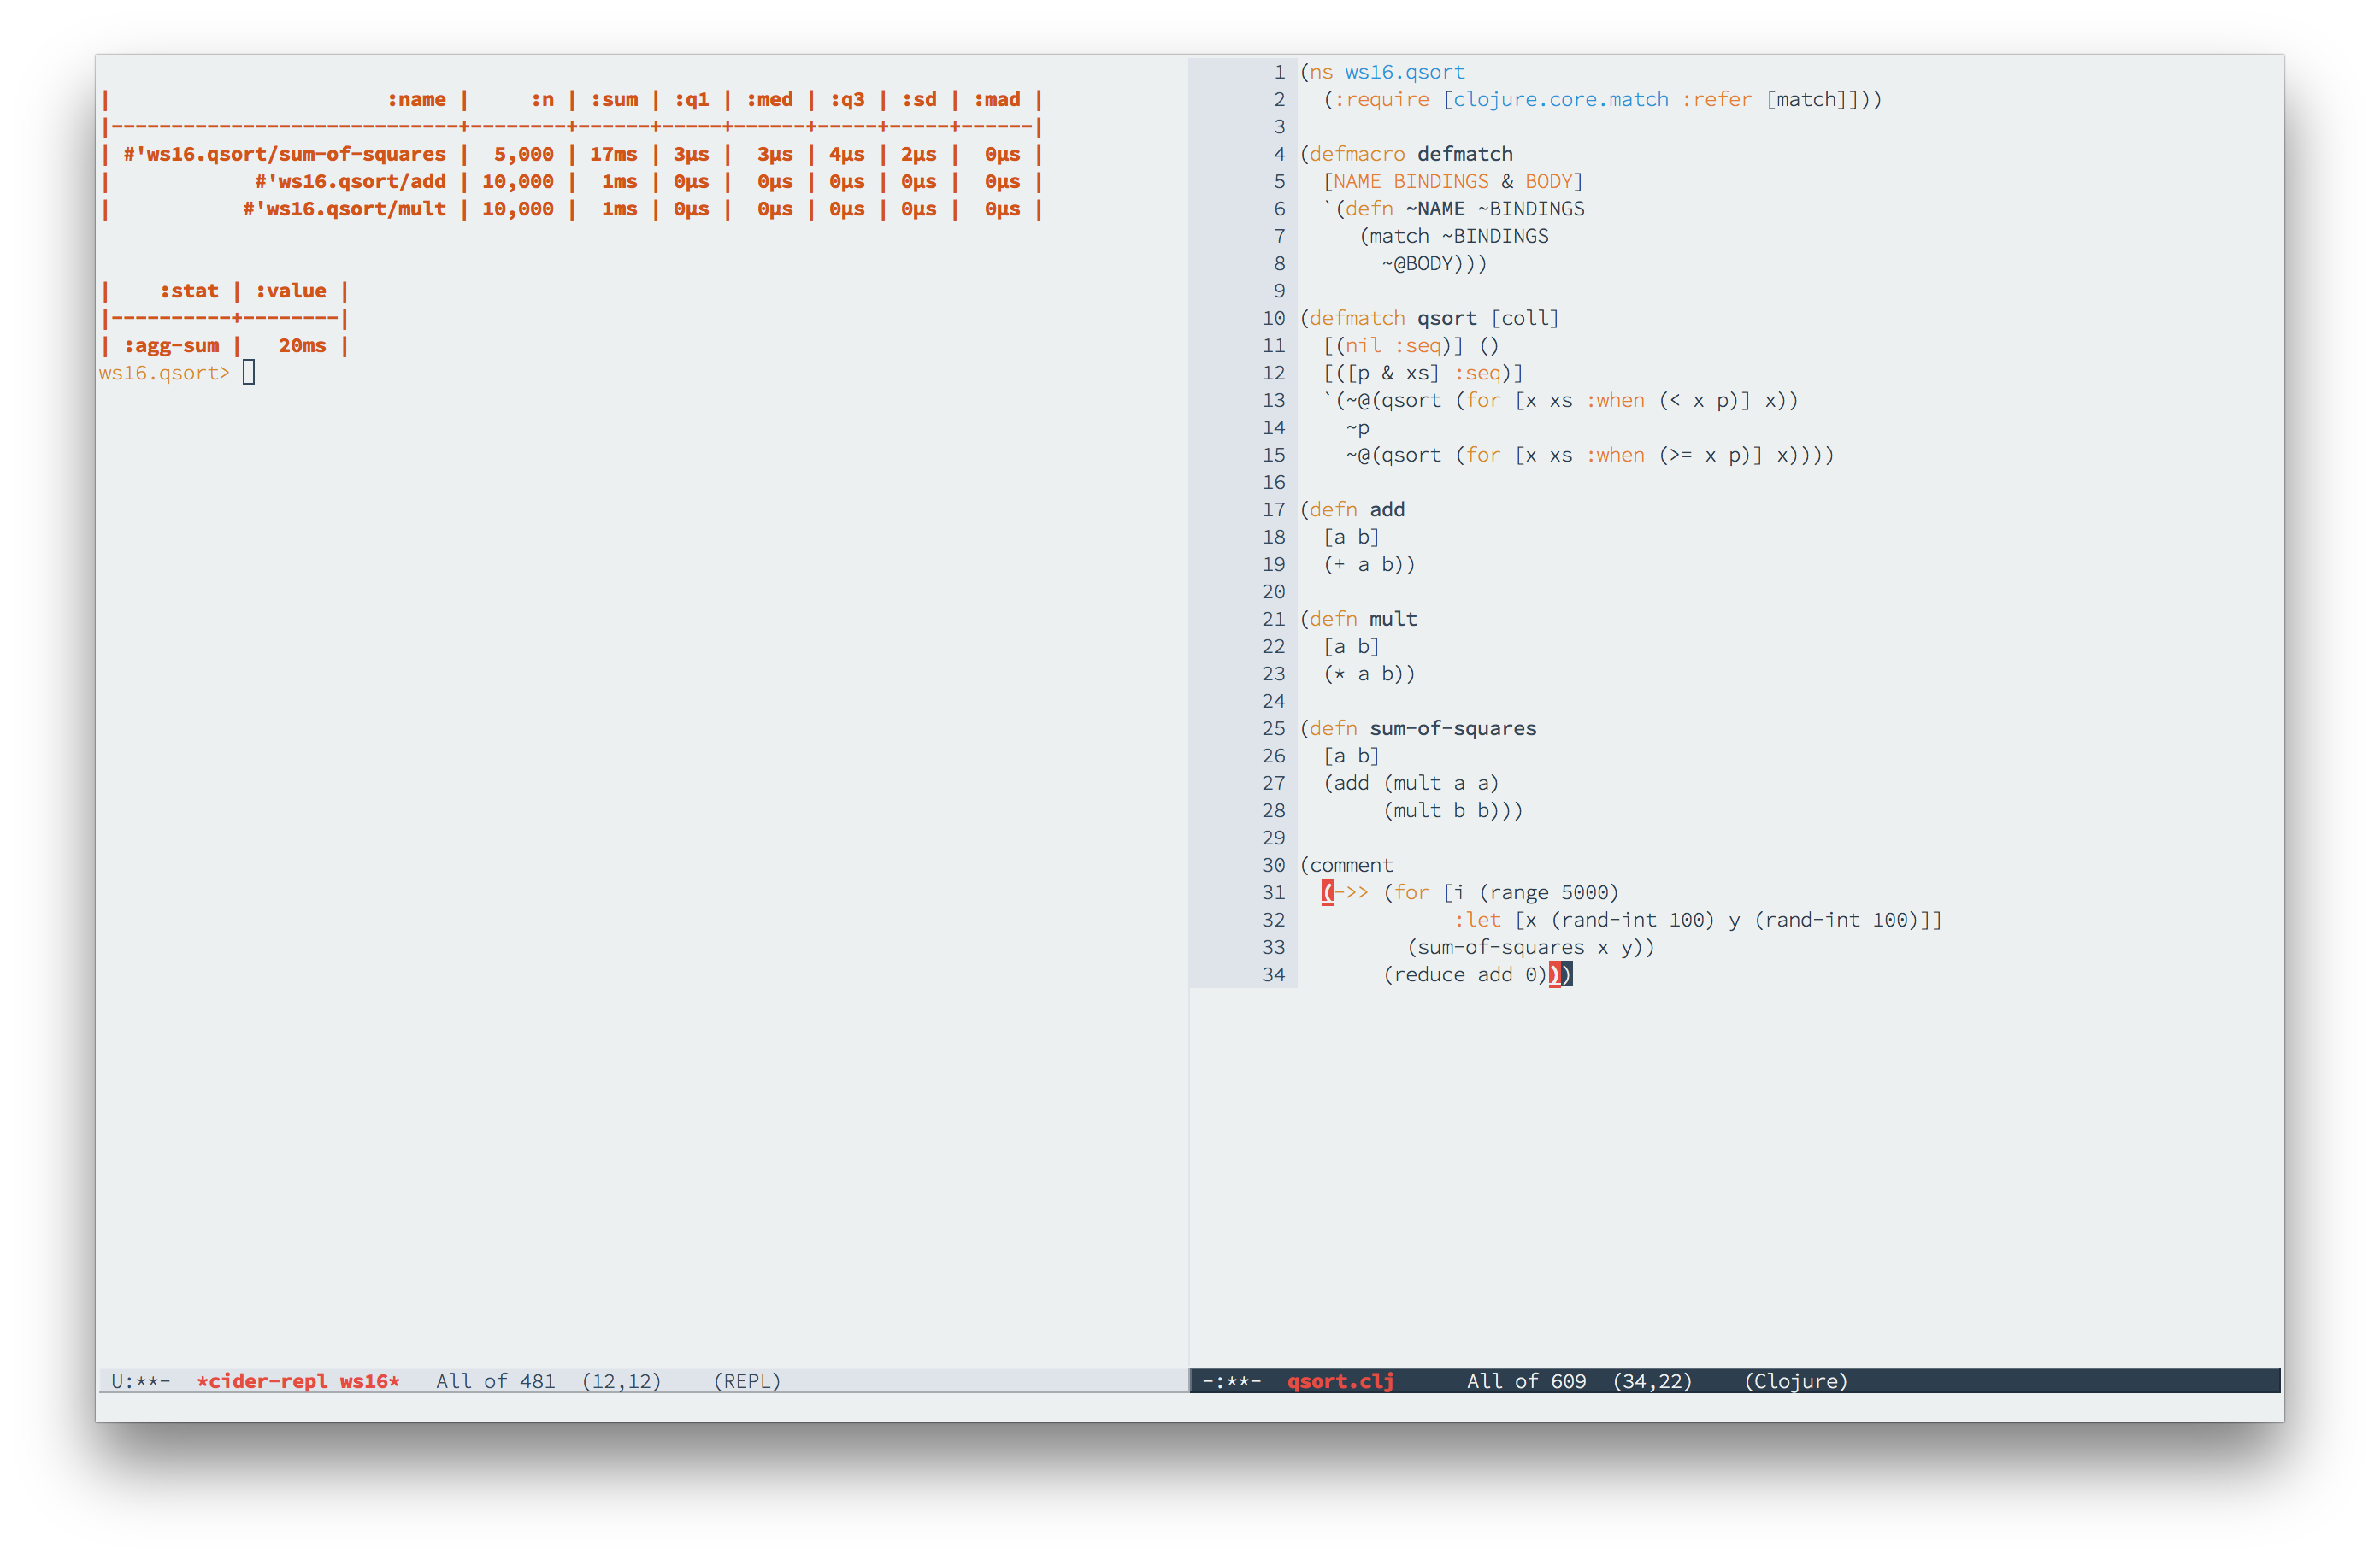 |                              :name |     :n | :sum | :q1 | :med | :q3 | :sd | :mad |
|------------------------------+--------+------+-----+------+-----+-----+------|
| #'ws16.qsort/sum-of-squares |  5,000 | 17ms | 3µs |  3µs | 4µs | 2µs |  0µs |
|            #'ws16.qsort/add | 10,000 |  1ms | 0µs |  0µs | 0µs | 0µs |  0µs |
|           #'ws16.qsort/mult | 10,000 |  1ms | 0µs |  0µs | 0µs | 0µs |  0µs |
|    :stat | :value |
|----------+--------|
| :agg-sum |   20ms |
ws16.qsort>
U:**-  *cider-repl ws16*   All of 481  (12,12)    (REPL)
1 (ns ws16.qsort
2   (:require [clojure.core.match :refer [match]]))
3
4 (defmacro defmatch
5   [NAME BINDINGS & BODY]
6   `(defn ~NAME ~BINDINGS
7      (match ~BINDINGS
8        ~@BODY)))
9
10 (defmatch qsort [coll]
11   [(nil :seq)] ()
12   [([p & xs] :seq)]
13   `(~@(qsort (for [x xs :when (< x p)] x))
14     ~p
15     ~@(qsort (for [x xs :when (>= x p)] x))))
16
17 (defn add
18   [a b]
19   (+ a b))
20
21 (defn mult
22   [a b]
23   (* a b))
24
25 (defn sum-of-squares
26   [a b]
27   (add (mult a a)
28        (mult b b)))
29
30 (comment
31   (->> (for [i (range 5000)
32              :let [x (rand-int 100) y (rand-int 100)]]
33          (sum-of-squares x y))
34        (reduce add 0)))
-:**-  qsort.clj      All of 609  (34,22)    (Clojure)